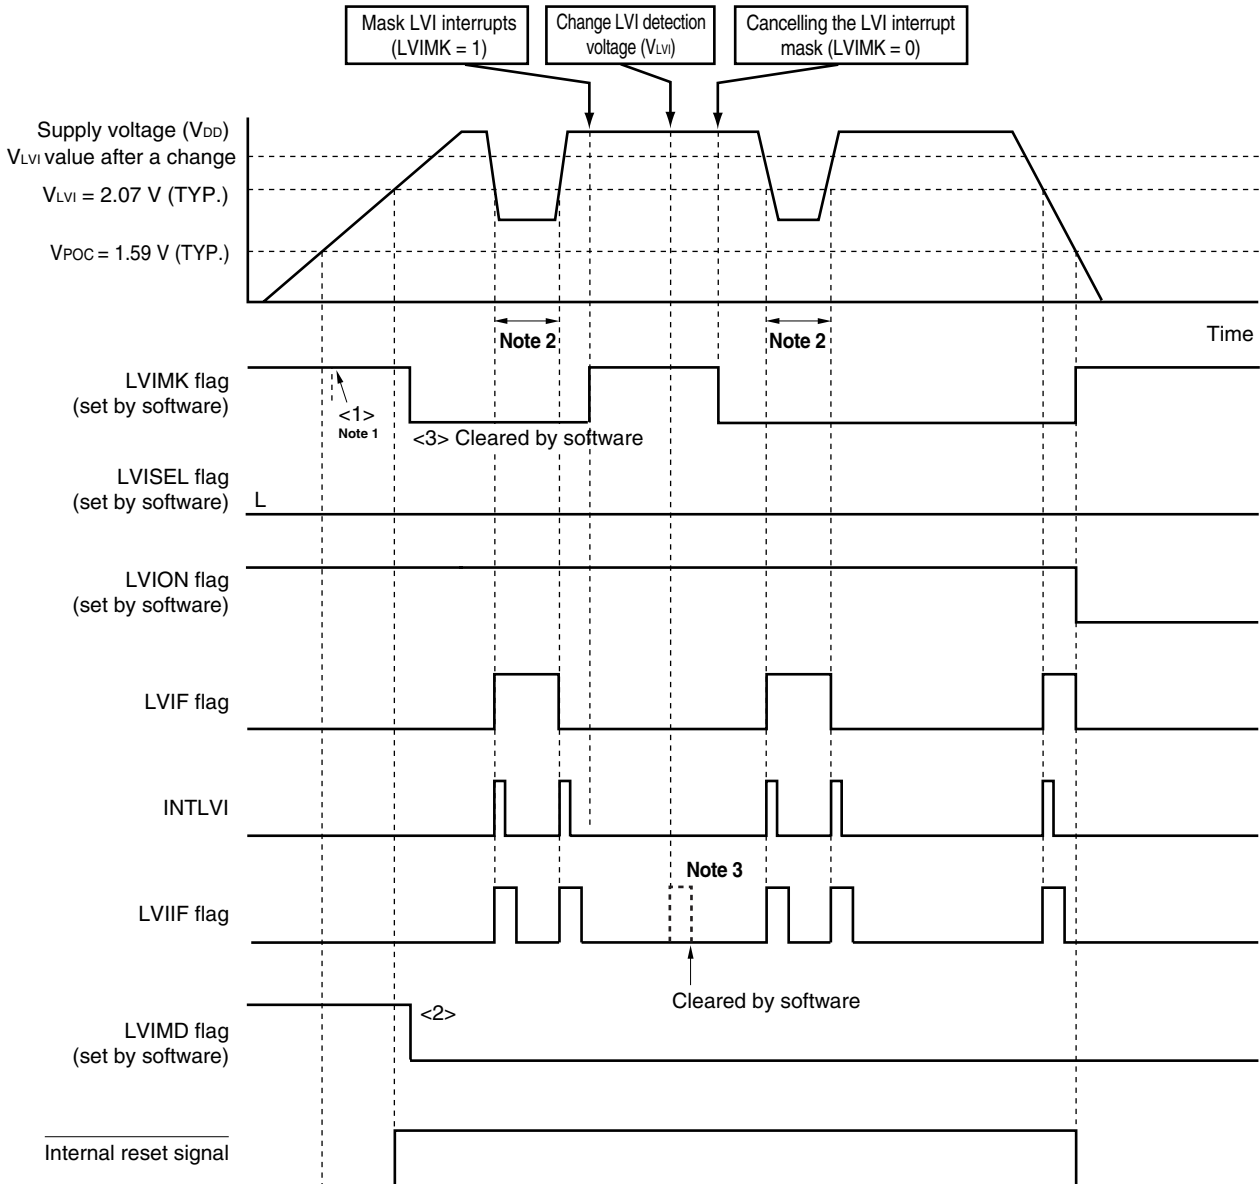 Mask LVI interrupts
(LVIMK = 1)
Change LVI detection
voltage (VLVI)
Cancelling the LVI interrupt
mask (LVIMK = 0)
Supply voltage (VDD)
VLVI value after a change
VLVI = 2.07 V (TYP.)
VPOC = 1.59 V (TYP.)
Time
Note 2
Note 2
LVIMK flag
(set by software)
<1>
Note 1
<3> Cleared by software
LVISEL flag
(set by software)
L
LVION flag
(set by software)
LVIF flag
INTLVI
Note 3
LVIIF flag
Cleared by software
LVIMD flag
(set by software)
<2>
Internal reset signal